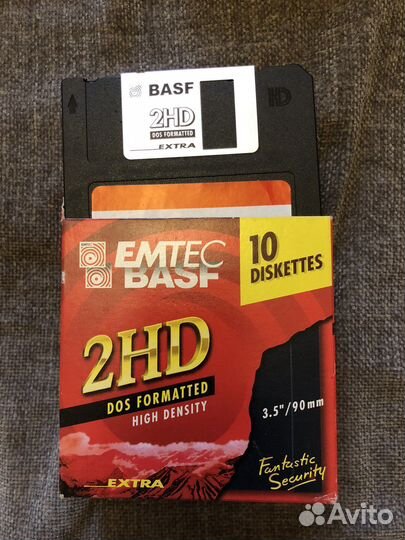 BASF
HD
2HD
DOS FORMATTED
EXTRA
EMTEC
BASF
10
DISKETTES
2HD
DOS FORMATTED
HIGH DENSITY
3.5"/90mm
Fantastic
Security
EXTRA
Avito